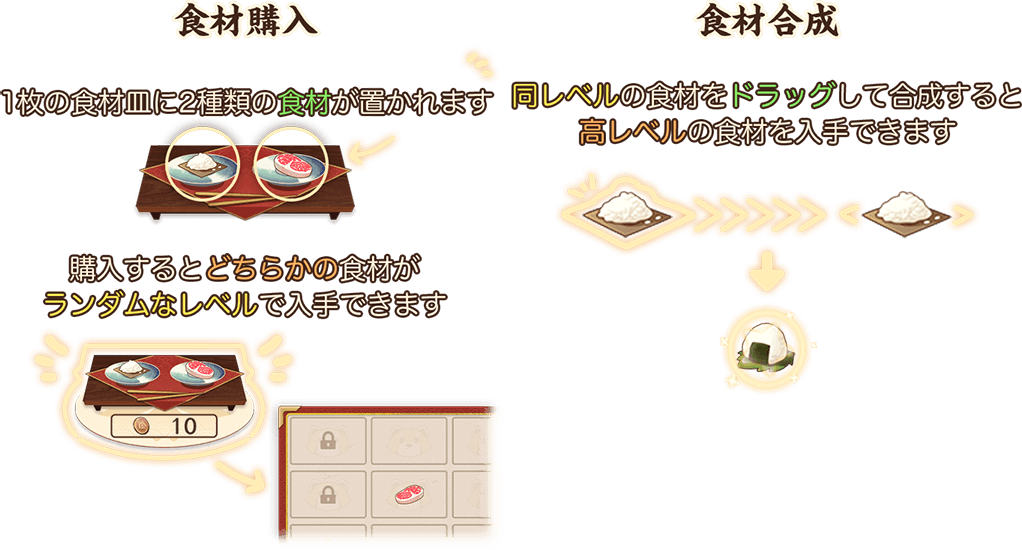 食材購入
1枚の食材皿に2種類の食材が置かれます
購入するとどちらかの食材が
ランダムなレベルで入手できます
10
食材合成
同レベルの食材をドラッグして合成すると
高レベルの食材を入手できます